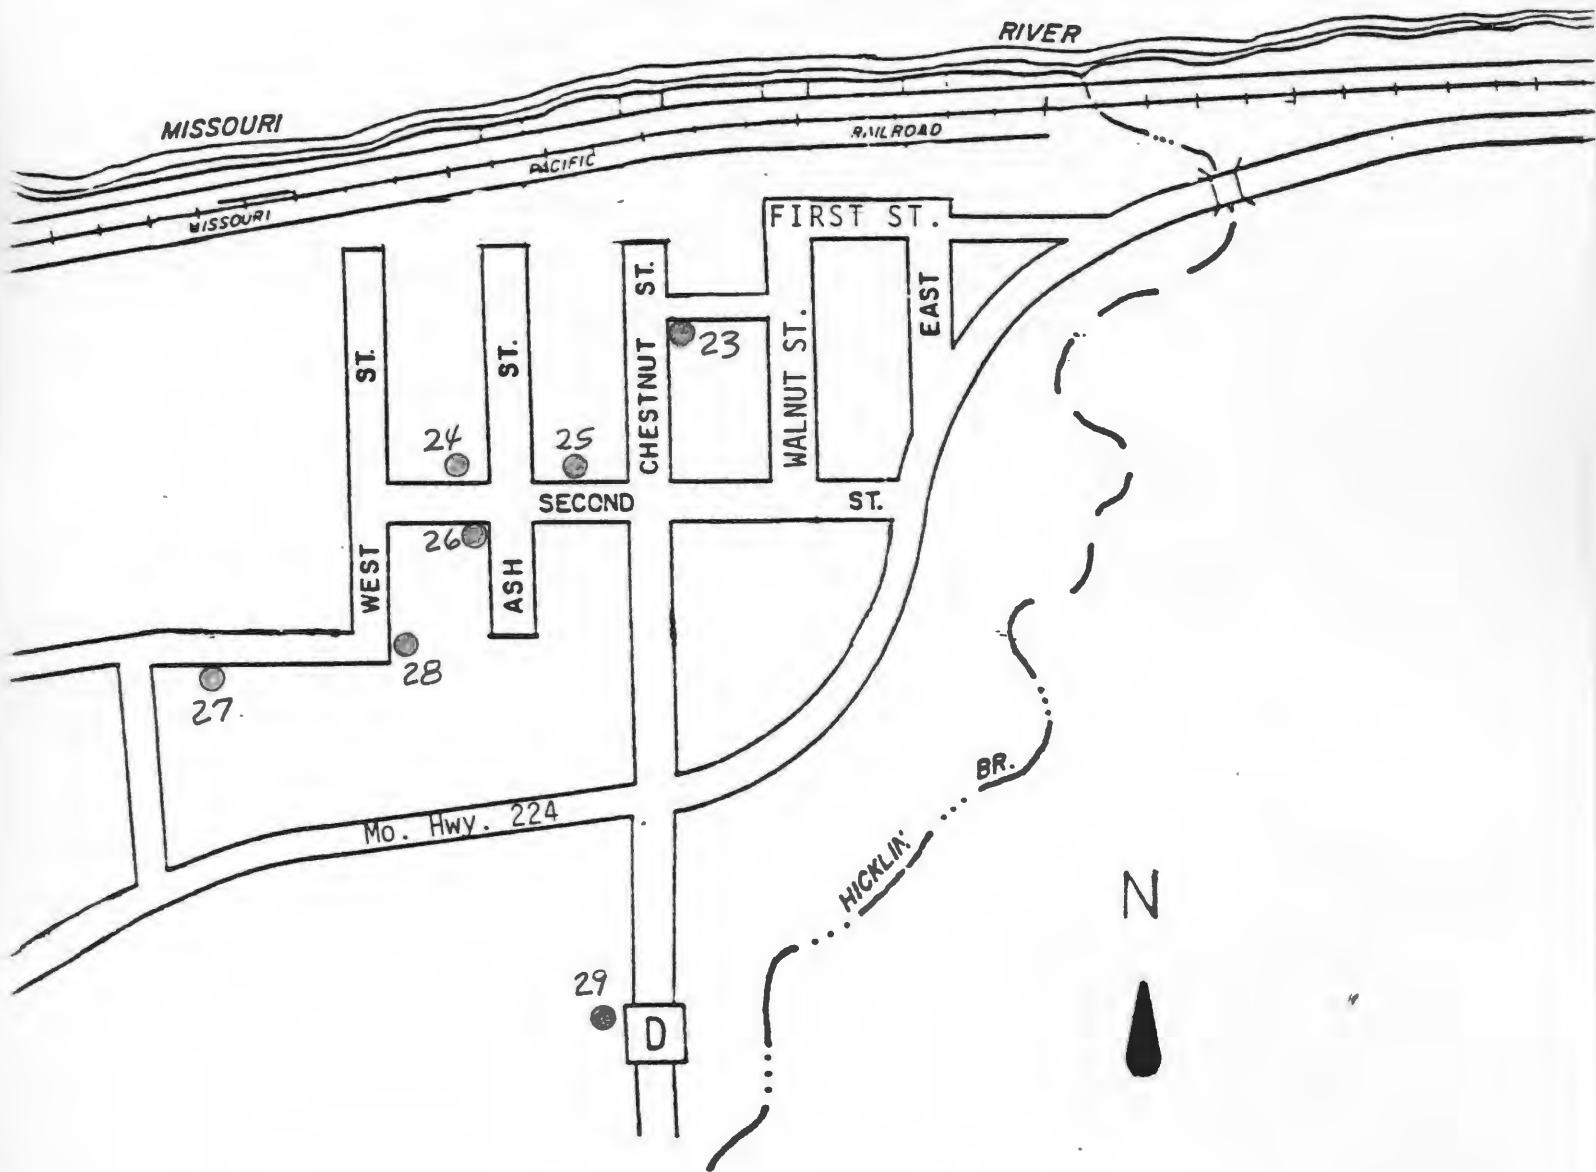 RIVER
MISSOURI
RAILROAD
PACIFIC
MISSOURI
FIRST ST.
CHESTNUT ST.
EAST
23
WALNUT ST.
WEST ST.
ASH ST.
24
25
SECOND ST.
26
28
27
BR.
Mo. Hwy. 224
HICKLIN
N
29
D